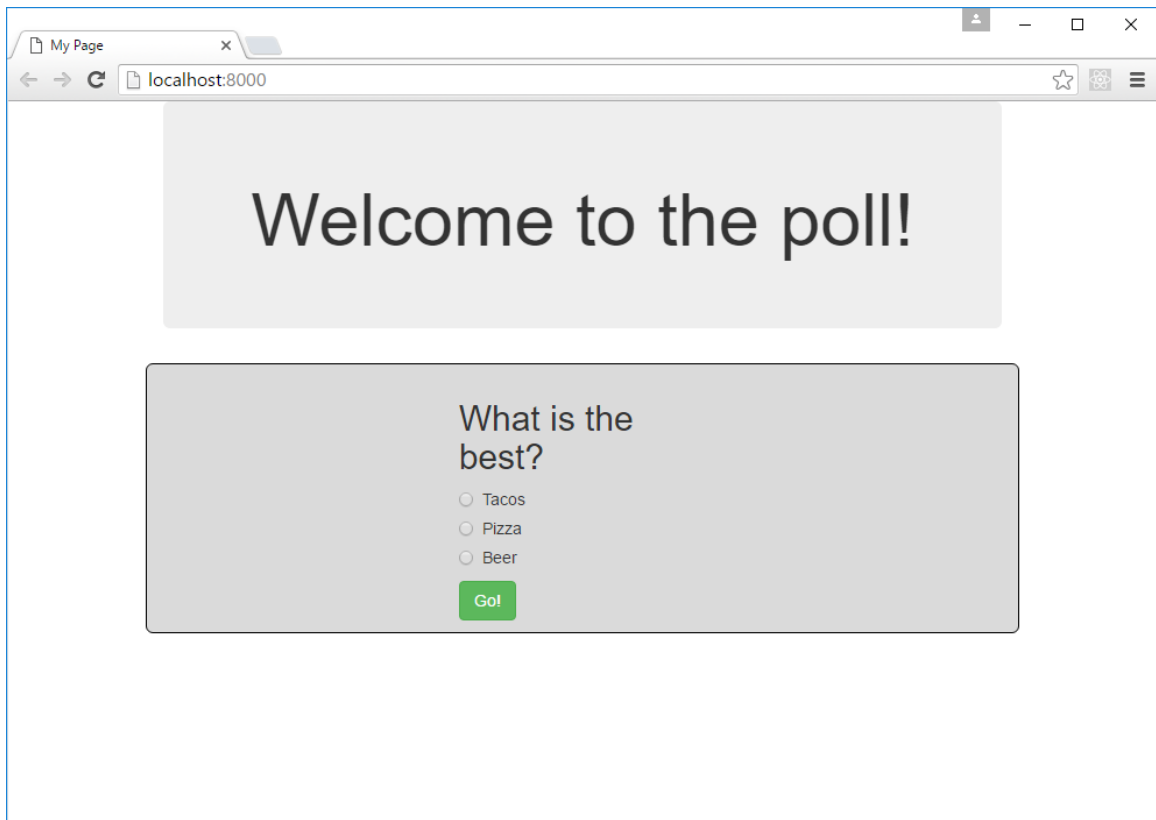 My Page
localhost:8000
Welcome to the poll!
What is the
best?
Tacos
Pizza
Beer
Go!